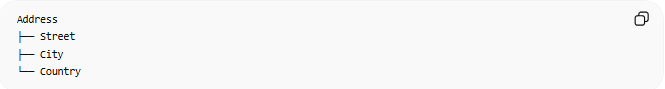 Address
├── Street
├── City
└── Country